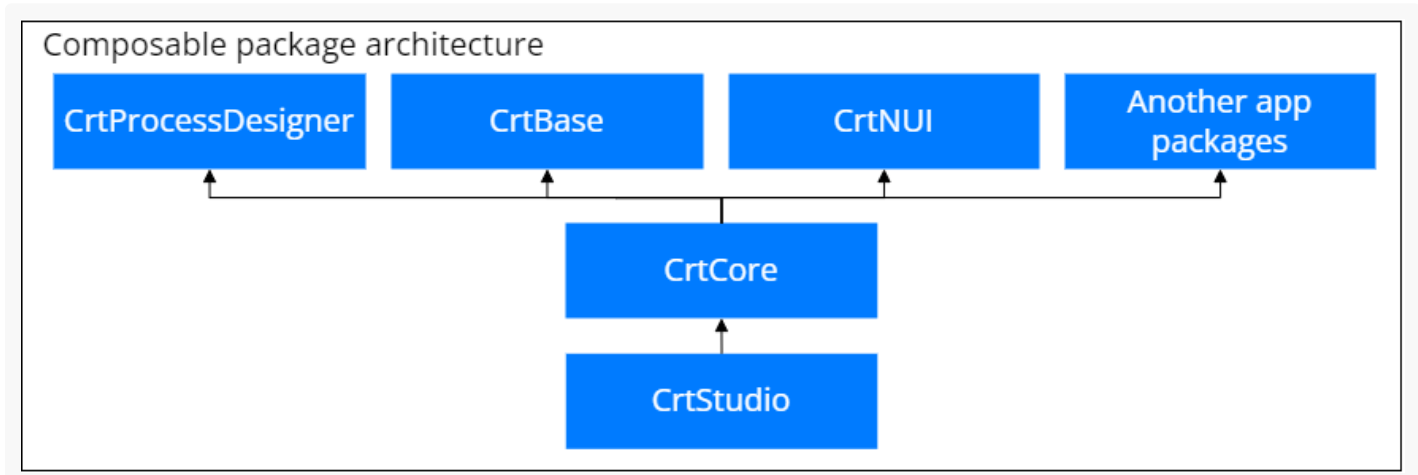 Composable package architecture
CrtProcessDesigner
CrtBase
CrtNUI
Another app
packages
CrtCore
CrtStudio